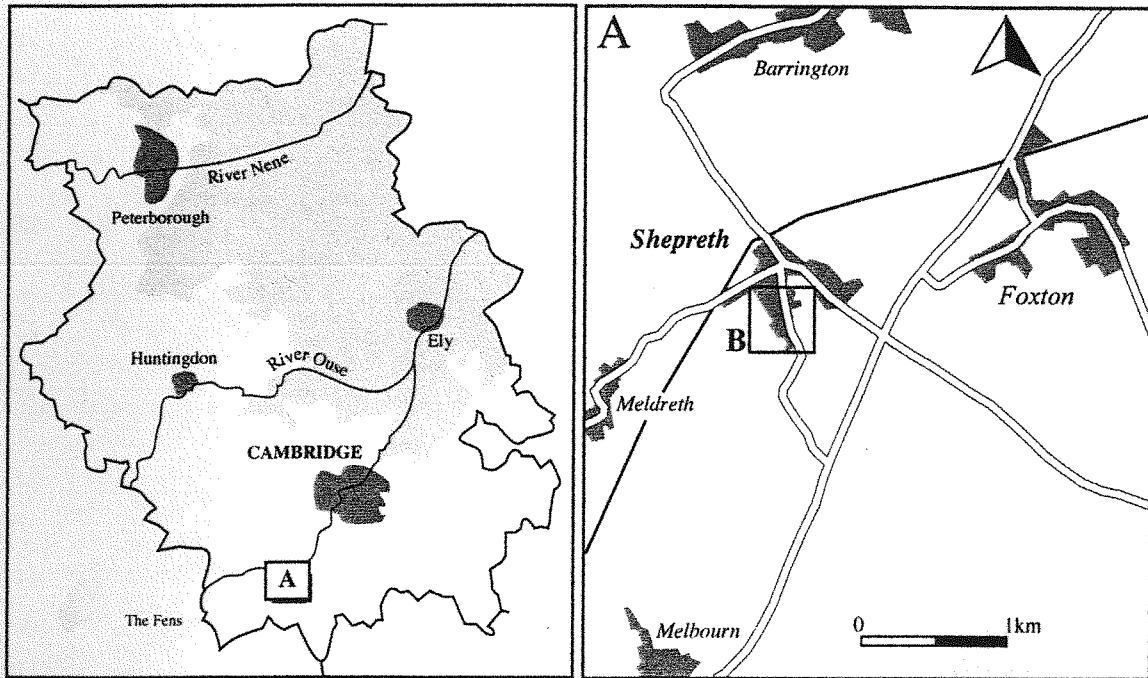 River Nene
Peterborough
Ely
Huntingdon
River Ouse
CAMBRIDGE
A
The Fens
A
Barrington
Shepreth
Foxton
B
Meldreth
Melbourn
0 1km